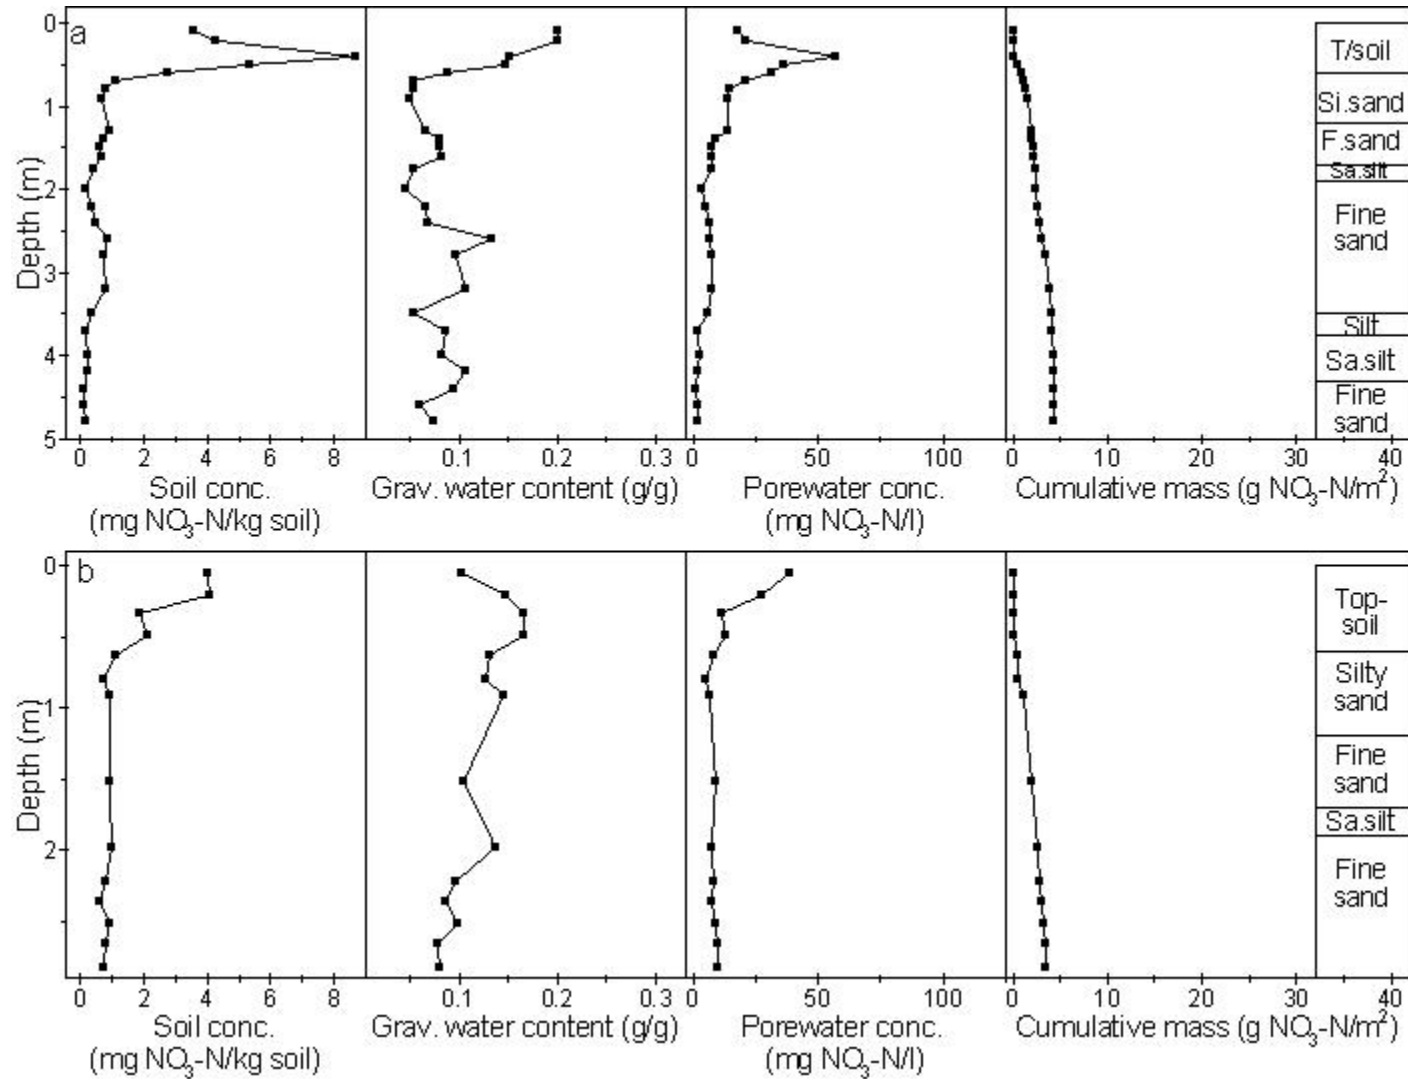 a
0
1
2
3
4
5
Depth (m)
0 2 4 6 8
Soil conc.
(mg NO3-N/kg soil)
0.1 0.2 0.3
Grav. water content (g/g)
0 50 100
Porewater conc.
(mg NO3-N/l)
0 10 20 30 40
Cumulative mass (g NO3-N/m2)
T/soil
Si.sand
F.sand
Sa.silt
Fine
sand
Silt
Sa.silt
Fine
sand
b
0
1
2
Depth (m)
0 2 4 6 8
Soil conc.
(mg NO3-N/kg soil)
0.1 0.2 0.3
Grav. water content (g/g)
0 50 100
Porewater conc.
(mg NO3-N/l)
0 10 20 30 40
Cumulative mass (g NO3-N/m2)
Top-
soil
Silty
sand
Fine
sand
Sa.silt
Fine
sand